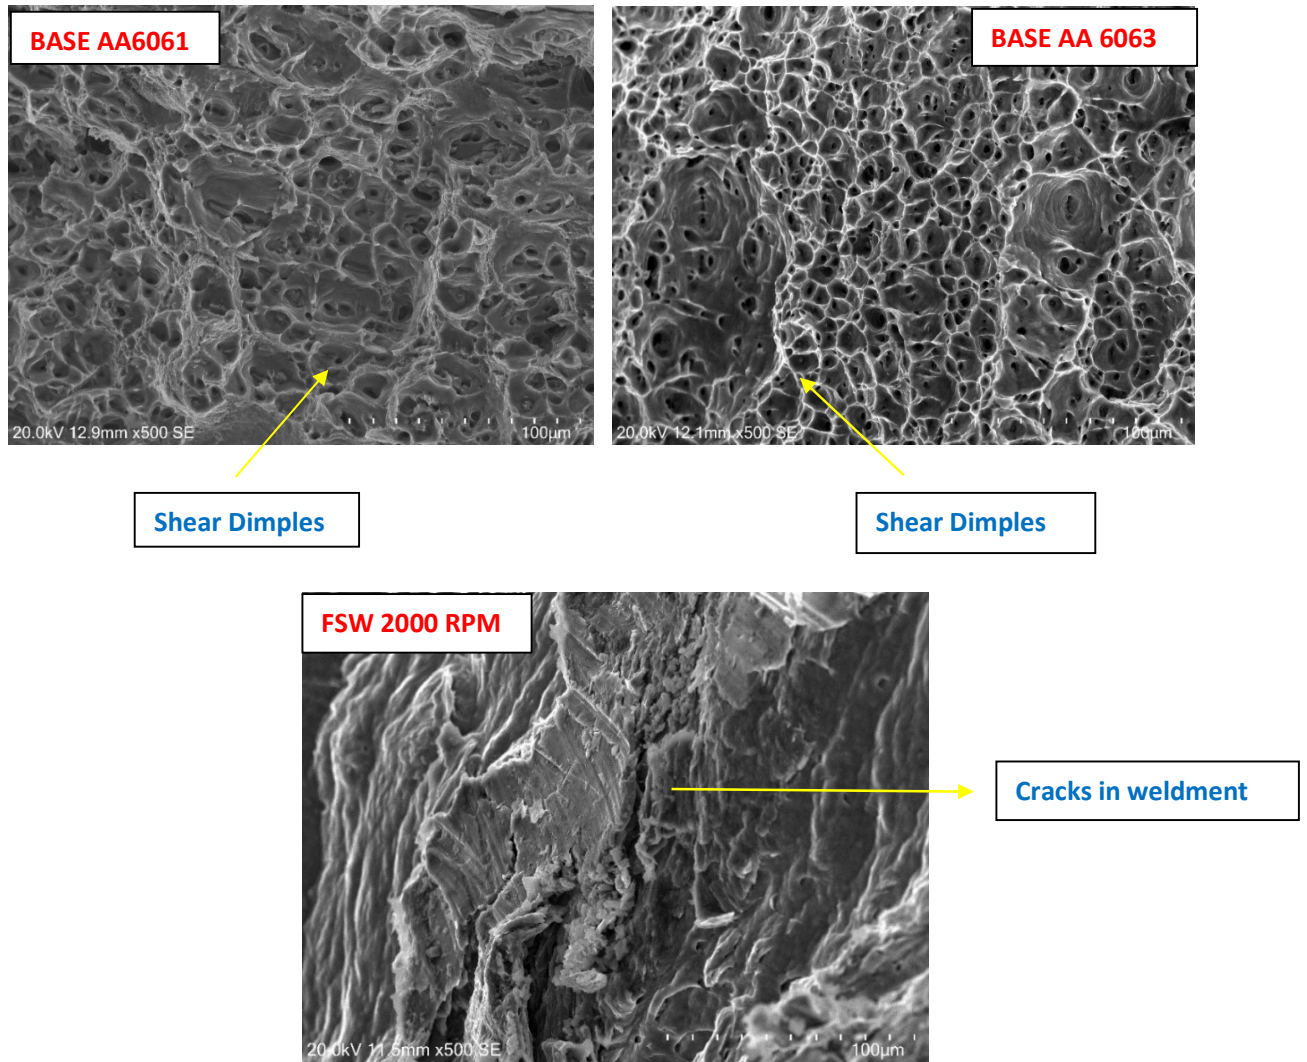 BASE AA6061
BASE AA 6063
20.0kV 12.9mm x500 SE
100µm
20.0kV 12.1mm x500 SE
100µm
Shear Dimples
Shear Dimples
FSW 2000 RPM
Cracks in weldment
20.0kV 11.5mm x500 SE
100µm